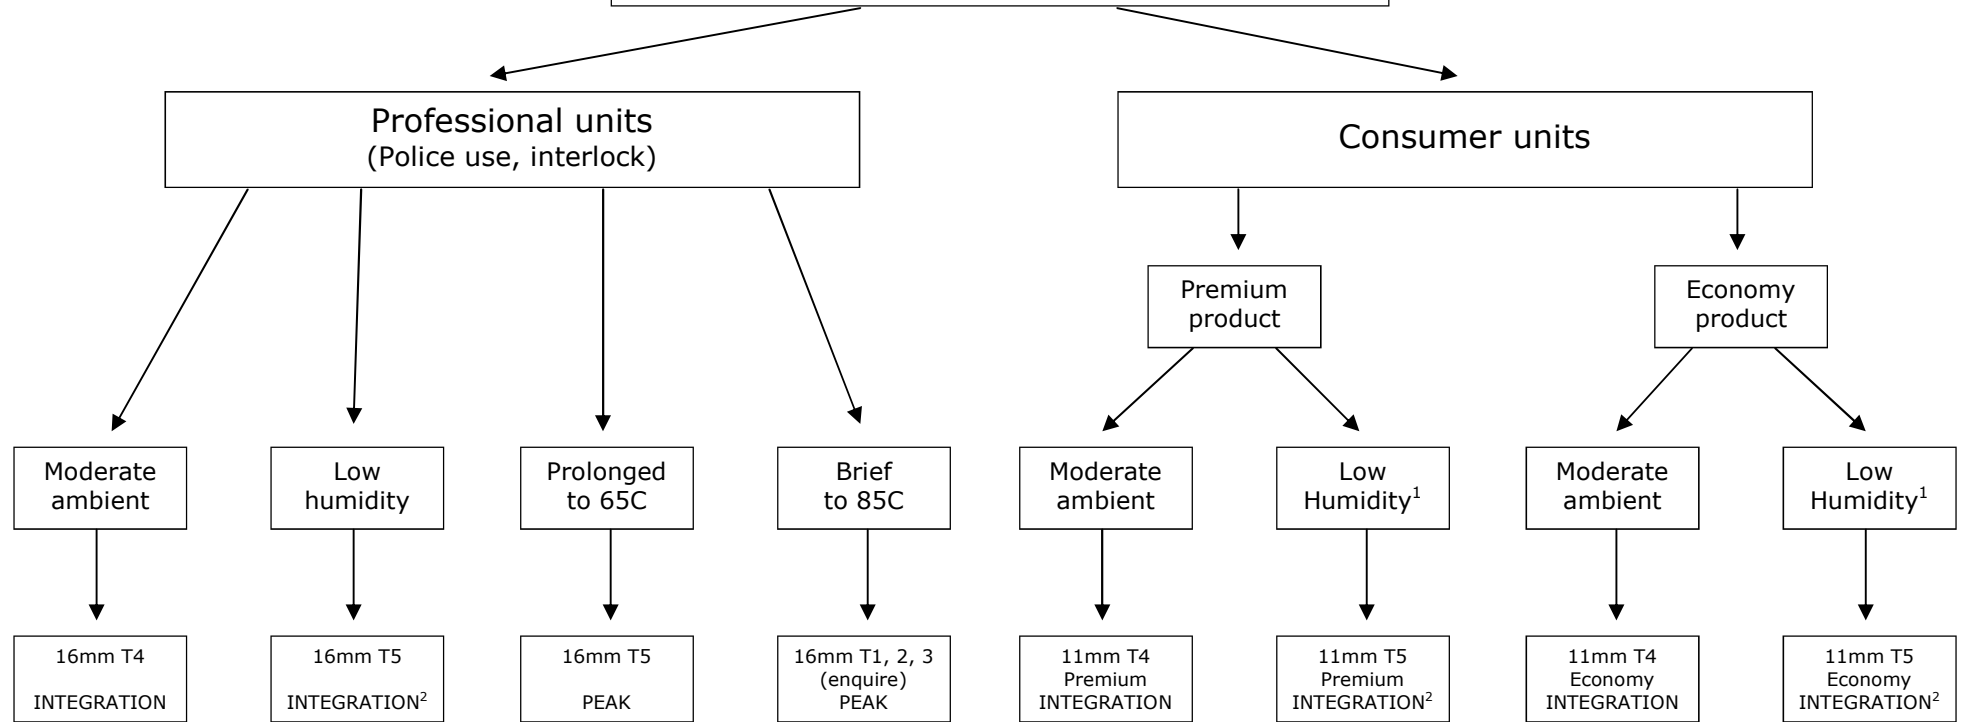 Professional units
(Police use, interlock)
Consumer units
Premium
product
Economy
product
Moderate
ambient
Low
humidity
Prolonged
to 65C
Brief
to 85C
Moderate
ambient
Low
Humidity¹
Moderate
ambient
Low
Humidity¹
16mm T4
INTEGRATION
16mm T5
INTEGRATION²
16mm T5
PEAK
16mm T1, 2, 3
(enquire)
PEAK
11mm T4
Premium
INTEGRATION
11mm T5
Premium
INTEGRATION²
11mm T4
Economy
INTEGRATION
11mm T5
Economy
INTEGRATION²